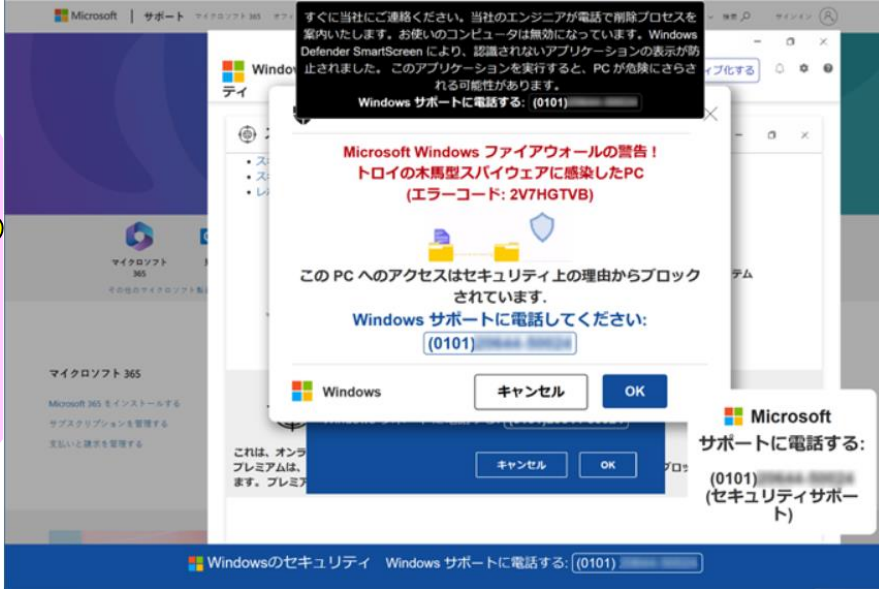 Microsoft | サポート マイクロソフト 365
検索 サインイン
すぐに当社にご連絡ください。当社のエンジニアが電話で削除プロセスを
案内いたします。お使いのコンピュータは無効になっています。Windows
Defender SmartScreen により、認識されないアプリケーションの表示が防
止されました。 このアプリケーションを実行すると、PC が危険にさらさ
れる可能性があります。
Windows サポートに電話する: (0101)
ティ
ィブ化する
Microsoft Windows ファイアウォールの警告！
トロイの木馬型スパイウェアに感染したPC
(エラーコード: 2V7HGTVB)
この PC へのアクセスはセキュリティ上の理由からブロック
されています.
Windows サポートに電話してください:
(0101)
Windows
キャンセル
OK
テム
マイクロソフト
365
マイクロソフト 365
Microsoft 365 をインストールする
サブスクリプションを管理する
支払いと請求を管理する
これは、オンラ
プレミアムは、
ます。プレミア
キャンセル
OK
ブロッ
Microsoft
サポートに電話する:
(0101)
(セキュリティサポー
ト)
Windowsのセキュリティ Windows サポートに電話する: (0101)